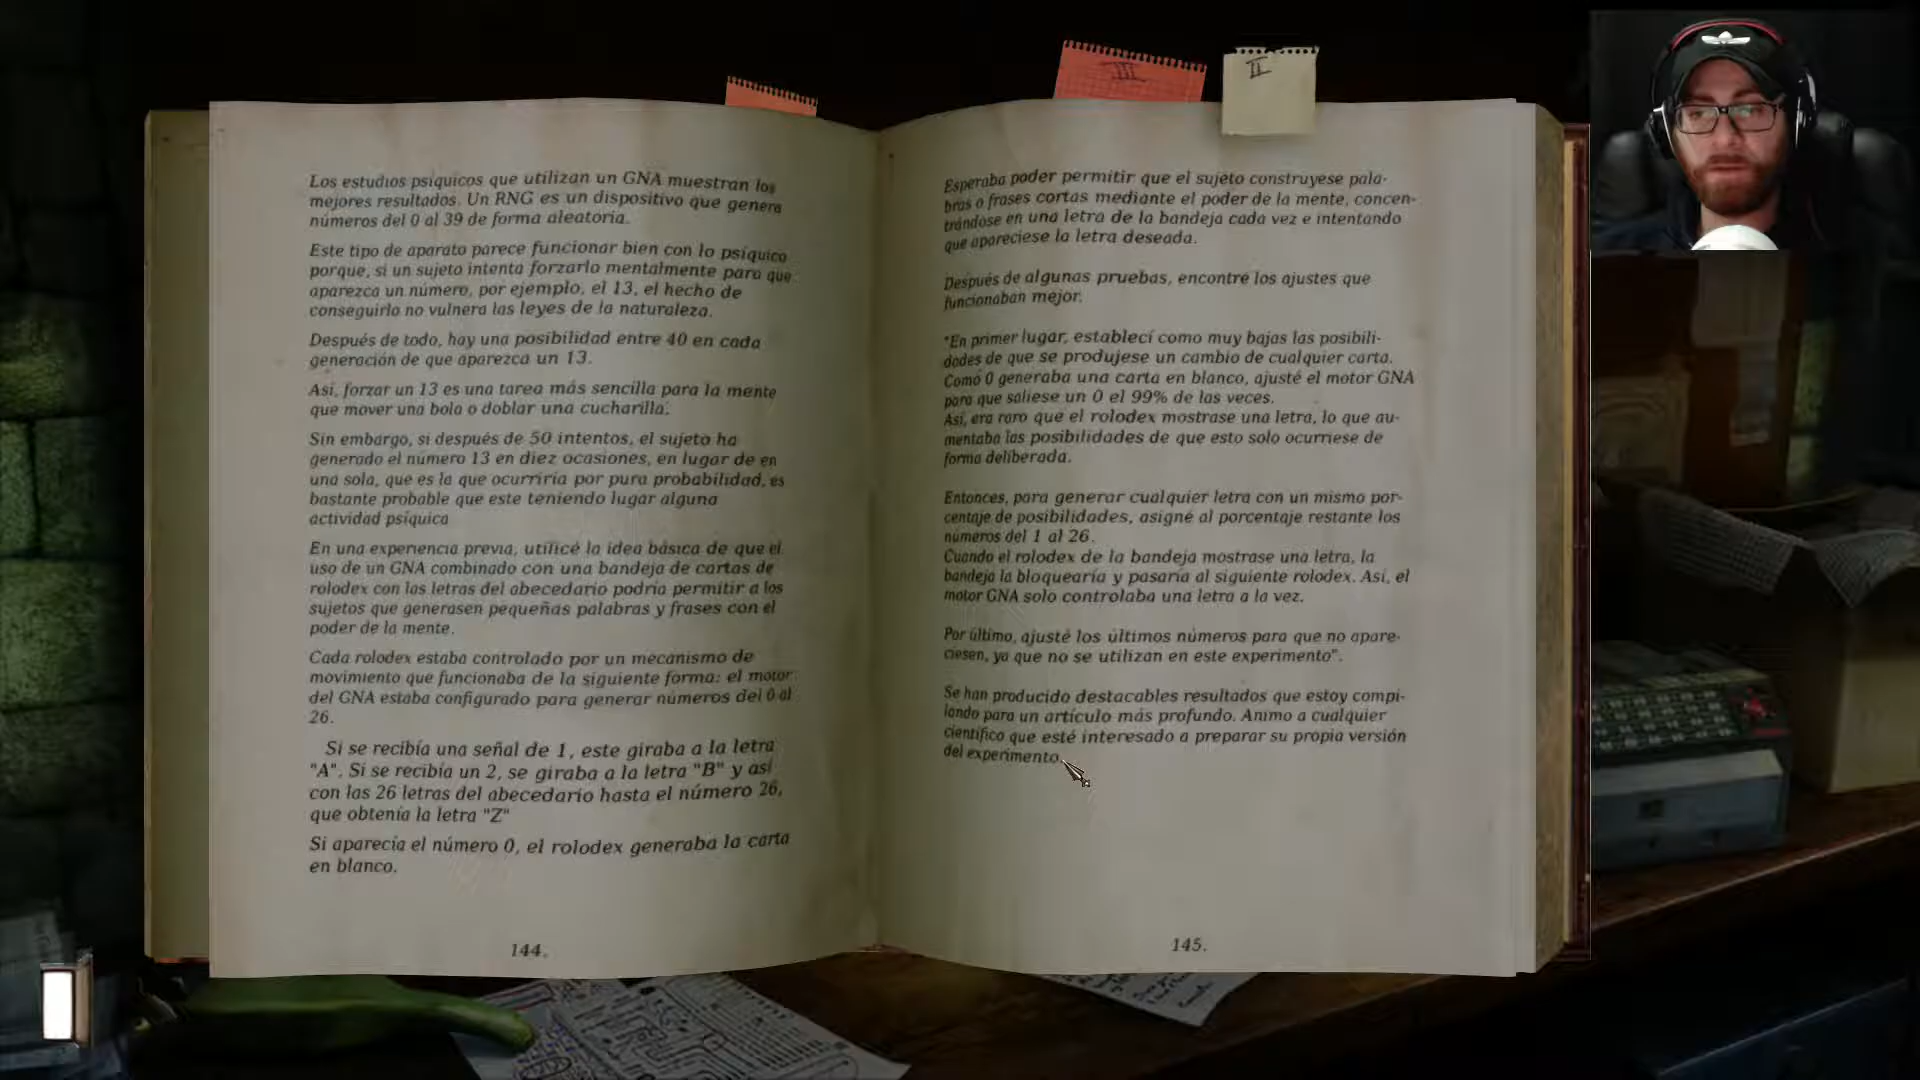 III
II
Los estudios psíquicos que utilizan un GNA muestran los
mejores resultados. Un RNG es un dispositivo que genera
números del 0 al 39 de forma aleatoria.
Este tipo de aparato parece funcionar bien con lo psíquico
porque, si un sujeto intenta forzarlo mentalmente para que
aparezca un número, por ejemplo, el 13, el hecho de
conseguirlo no vulnera las leyes de la naturaleza.
Después de todo, hay una posibilidad entre 40 en cada
generación de que aparezca un 13.
Así, forzar un 13 es una tarea más sencilla para la mente
que mover una bola o doblar una cucharilla.
Sin embargo, si después de 50 intentos, el sujeto ha
generado el número 13 en diez ocasiones, en lugar de en
una sola, que es la que ocurriría por pura probabilidad, es
bastante probable que este teniendo lugar alguna
actividad psíquica
En una experiencia previa, utilicé la idea básica de que el
uso de un GNA combinado con una bandeja de cartas de
rolodex con las letras del abecedario podría permitir a los
sujetos que generasen pequeñas palabras y frases con el
poder de la mente.
Cada rolodex estaba controlado por un mecanismo de
movimiento que funcionaba de la siguiente forma: el motor
del GNA estaba configurado para generar números del 0 al
26.
Si se recibía una señal de 1, este giraba a la letra
"A". Si se recibía un 2, se giraba a la letra "B" y así
con las 26 letras del abecedario hasta el número 26,
que obtenía la letra "Z"
Si aparecía el número 0, el rolodex generaba la carta
en blanco.
144.
Esperaba poder permitir que el sujeto construyese pala-
bras o frases cortas mediante el poder de la mente, concen-
trándose en una letra de la bandeja cada vez e intentando
que apareciese la letra deseada.
Después de algunas pruebas, encontré los ajustes que
funcionaban mejor.
"En primer lugar, establecí como muy bajas las posibili-
dades de que se produjese un cambio de cualquier carta.
Como 0 generaba una carta en blanco, ajusté el motor GNA
para que saliese un 0 el 99% de las veces.
Así, era raro que el rolodex mostrase una letra, lo que au-
mentaba las posibilidades de que esto solo ocurriese de
forma deliberada.
Entonces, para generar cualquier letra con un mismo por-
centaje de posibilidades, asigné al porcentaje restante los
números del 1 al 26.
Cuando el rolodex de la bandeja mostrase una letra, la
bandeja la bloquearía y pasaría al siguiente rolodex. Así, el
motor GNA solo controlaba una letra a la vez.
Por último, ajusté los últimos números para que no apare-
ciesen, ya que no se utilizan en este experimento".
Se han producido destacables resultados que estoy compi-
lando para un artículo más profundo. Animo a cualquier
científico que esté interesado a preparar su propia versión
del experimento.
145.